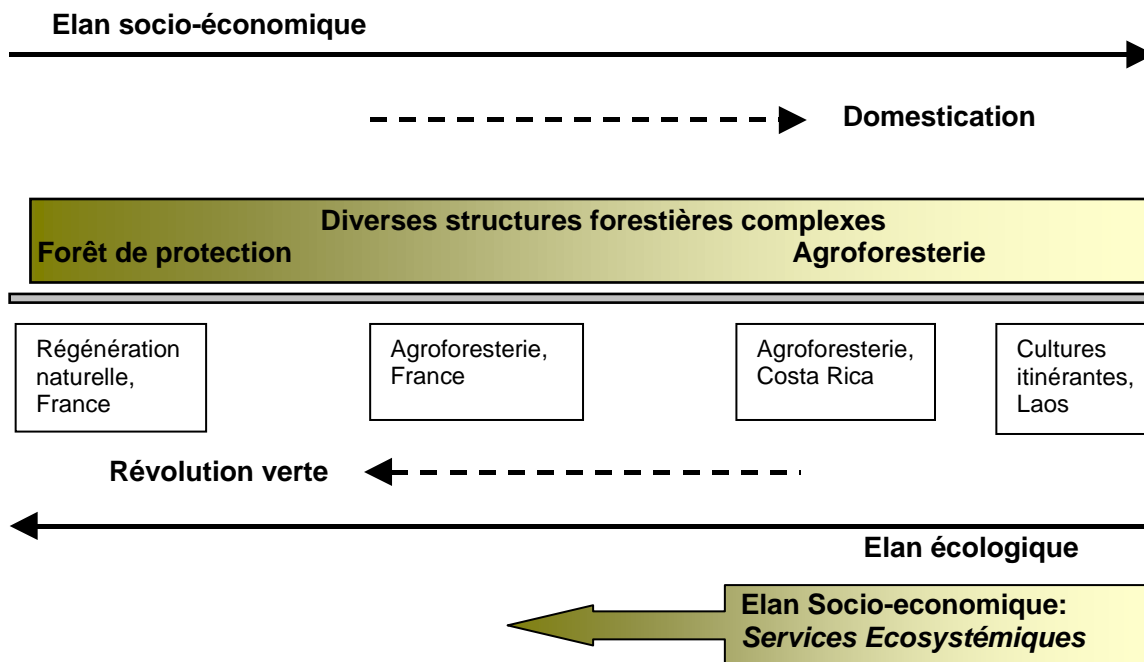 Elan socio-économique
Domestication
Diverses structures forestières complexes
Forêt de protection
Agroforesterie
Régénération
naturelle,
France
Agroforesterie,
France
Agroforesterie,
Costa Rica
Cultures
itinérantes,
Laos
Révolution verte
Elan écologique
Elan Socio-economique:
Services Ecosystémiques